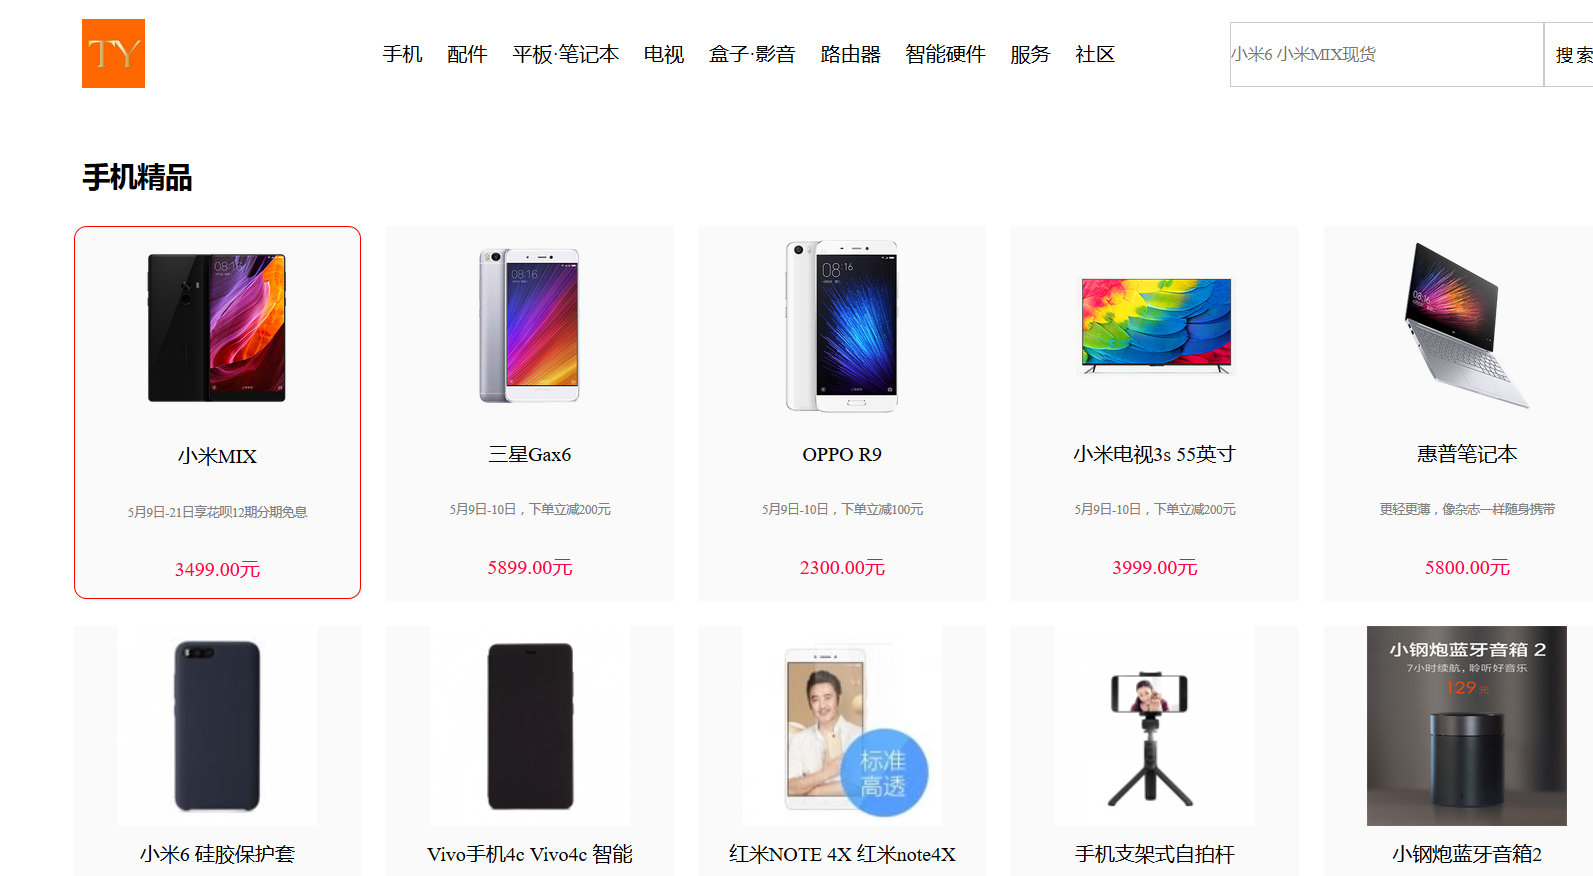 TY
手机 配件 平板·笔记本 电视 盒子·影音 路由器 智能硬件 服务 社区
小米6 小米MIX现货
搜索
手机精品
08:16
08:16
08:16
08:16
小米MIX
三星Gax6
OPPO R9
小米电视3s 55英寸
惠普笔记本
5月9日-21日享花呗12期分期免息
5月9日-10日，下单立减200元
5月9日-10日，下单立减100元
5月9日-10日，下单立减200元
更轻更薄，像杂志一样随身携带
3499.00元
5899.00元
2300.00元
3999.00元
5800.00元
标准
高透
小钢炮蓝牙音箱 2
7小时续航, 聆听好音乐
129元
小米6 硅胶保护套
Vivo手机4c Vivo4c 智能
红米NOTE 4X 红米note4X
手机支架式自拍杆
小钢炮蓝牙音箱2